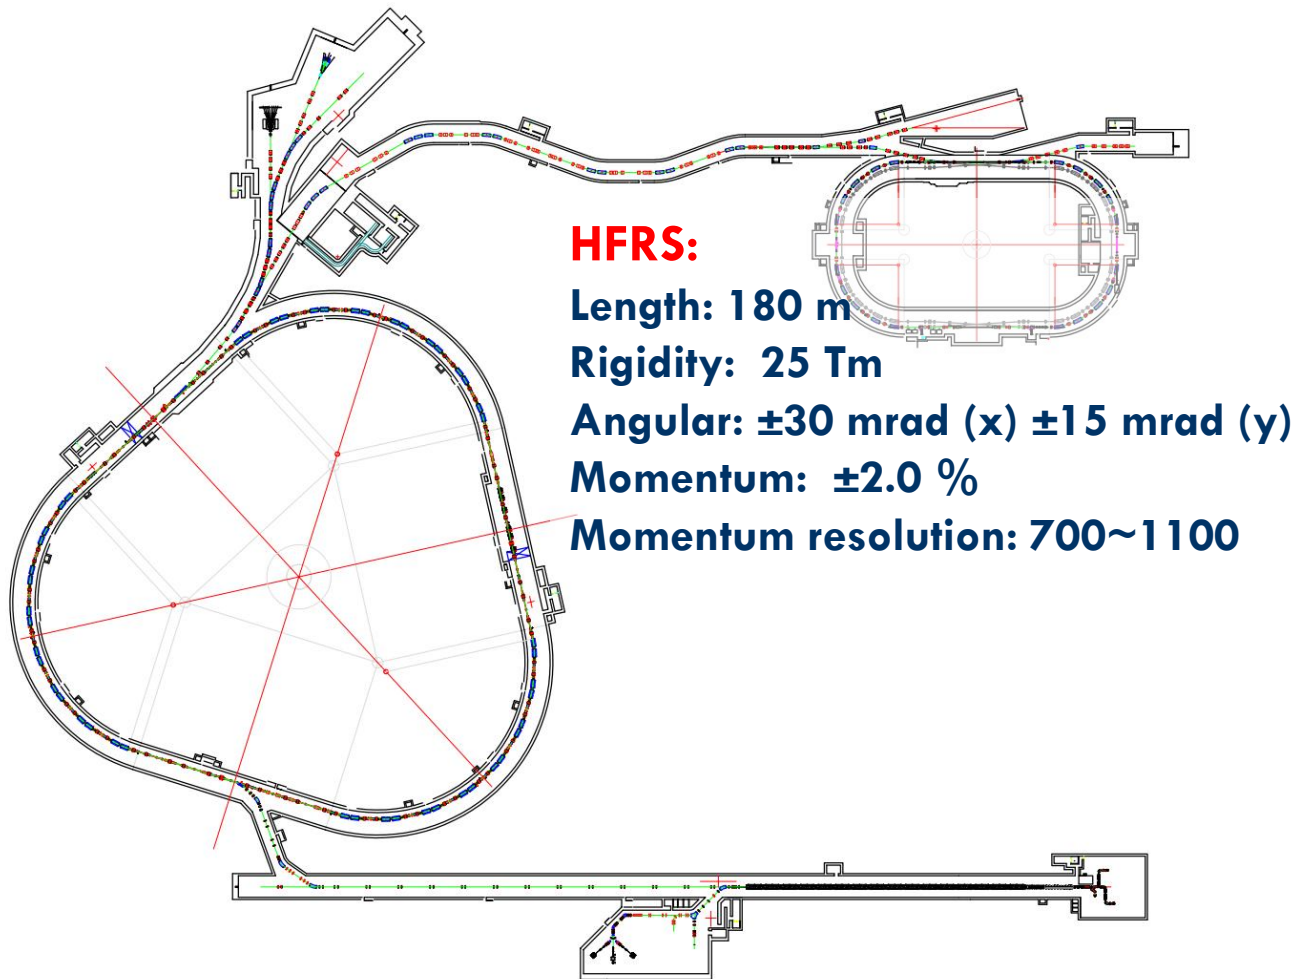 HFRS:
Length: 180 m
Rigidity: 25 Tm
Angular: ±30 mrad (x) ±15 mrad (y)
Momentum: ±2.0 %
Momentum resolution: 700~1100